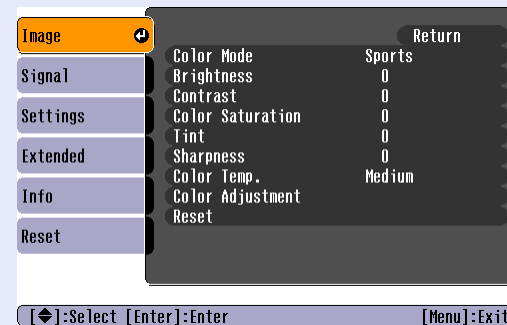 Image
Signal
Settings
Extended
Info
Reset
Return
Color Mode Sports
Brightness 0
Contrast 0
Color Saturation 0
Tint 0
Sharpness 0
Color Temp. Medium
Color Adjustment
Reset
[◆]:Select [Enter]:Enter [Menu]:Exit